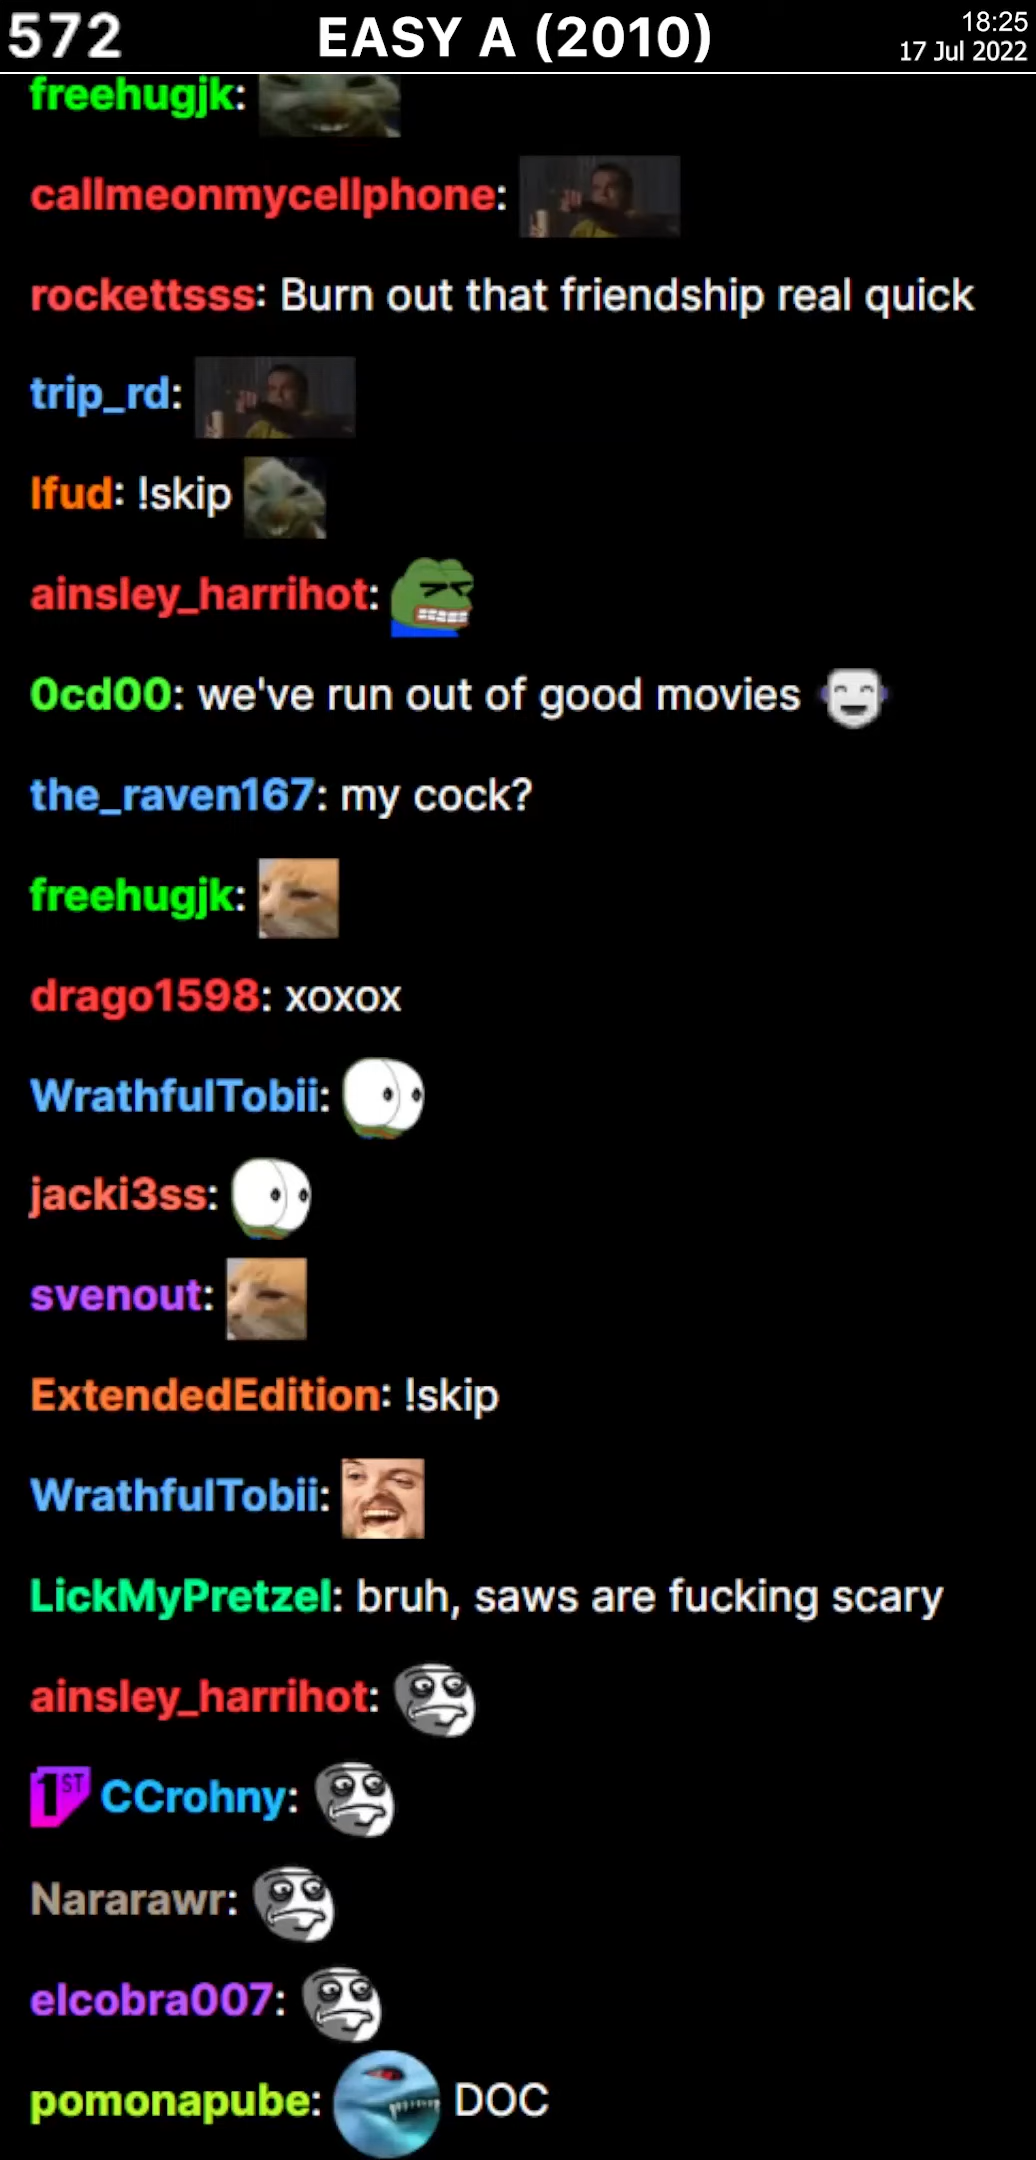 572
EASY A (2010)
18:25
17 Jul 2022
freehugjk:
callmeonmycellphone:
rockettsss: Burn out that friendship real quick
trip_rd:
lfud: !skip
ainsley_harrihot:
0cd00: we've run out of good movies
the_raven167: my cock?
freehugjk:
drago1598: xoxox
WrathfulTobii:
jacki3ss:
svenout:
ExtendedEdition: !skip
WrathfulTobii:
LickMyPretzel: bruh, saws are fucking scary
ainsley_harrihot:
1ST CCrohny:
Nararawr:
elcobra007:
pomonapube: DOC